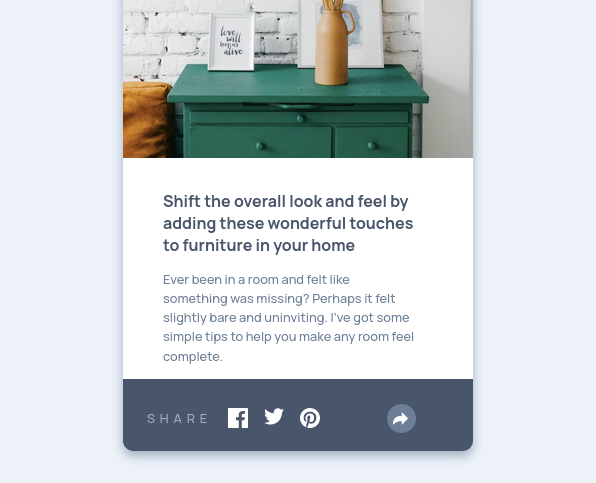 love
will
begins
alive
Shift the overall look and feel by
adding these wonderful touches
to furniture in your home
Ever been in a room and felt like
something was missing? Perhaps it felt
slightly bare and uninviting. I’ve got some
simple tips to help you make any room feel
complete.
SHARE